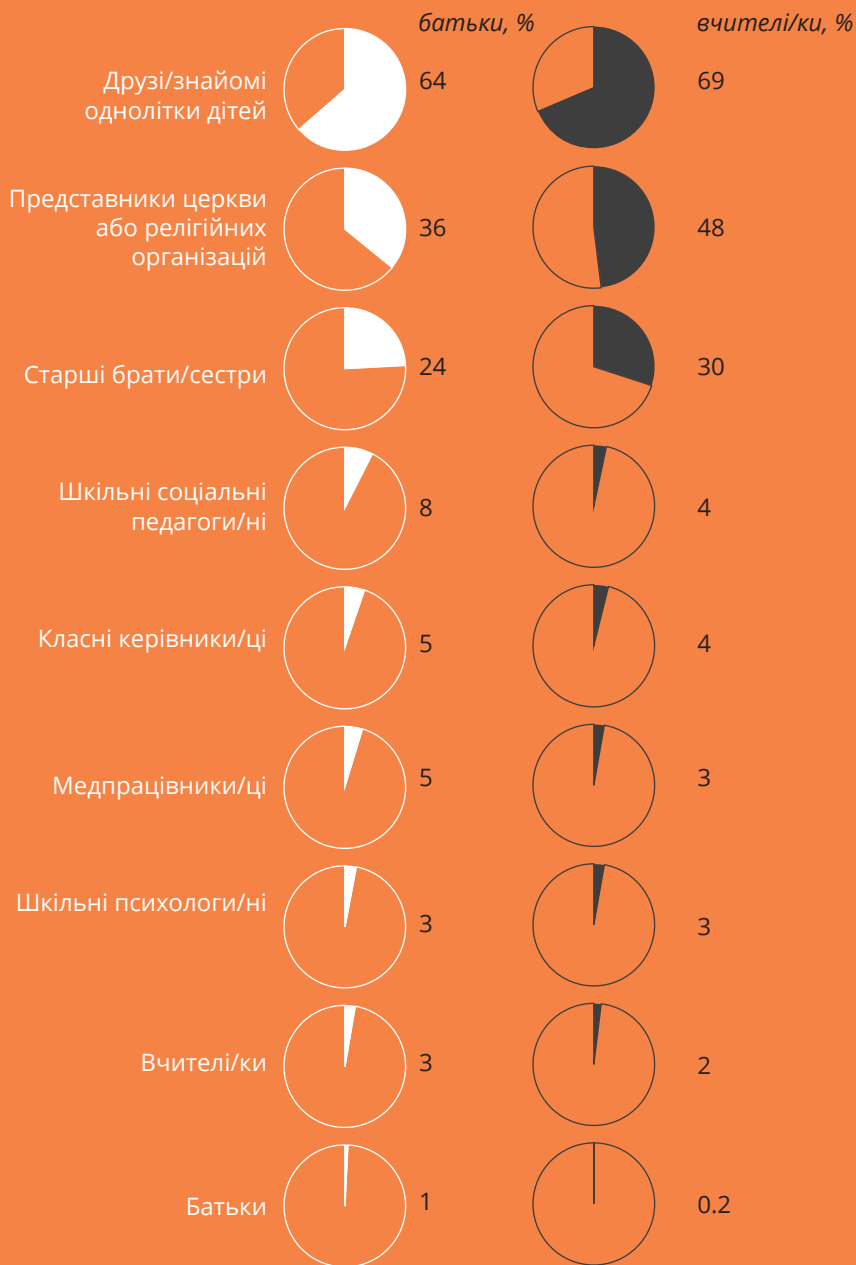 батьки, %
вчителі/ки, %
Друзі/знайомі
однолітки дітей
64
69
Представники церкви
або релігійних
організацій
36
48
Старші брати/сестри
24
30
Шкільні соціальні
педагоги/ні
8
4
Класні керівники/ці
5
4
Медпрацівники/ці
5
3
Шкільні психологи/ні
3
3
Вчителі/ки
3
2
Батьки
1
0.2